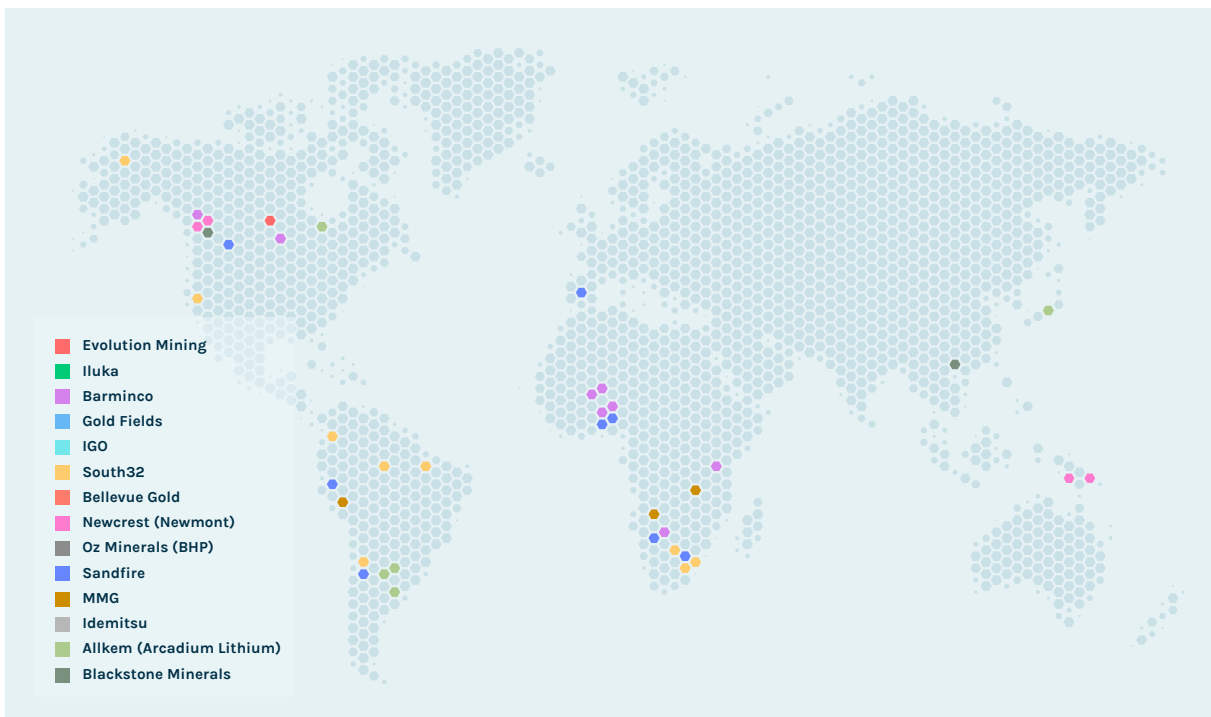 Evolution Mining
Iluka
Barminco
Gold Fields
IGO
South32
Bellevue Gold
Newcrest (Newmont)
Oz Minerals (BHP)
Sandfire
MMG
Idemitsu
Allkem (Arcadium Lithium)
Blackstone Minerals